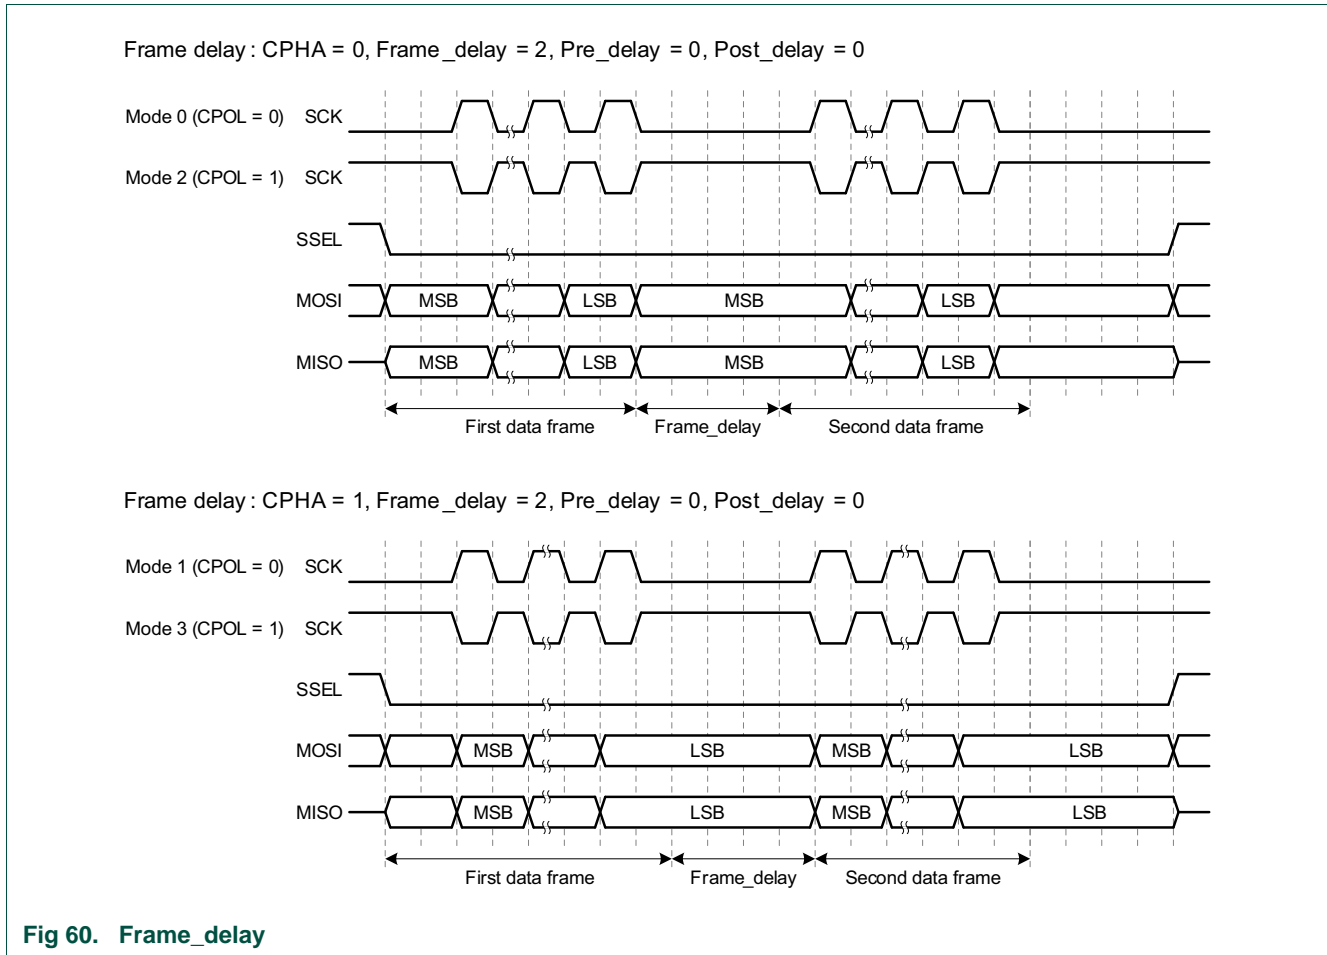 Frame delay : CPHA = 0, Frame_delay = 2, Pre_delay = 0, Post_delay = 0
Mode 0 (CPOL = 0) SCK
Mode 2 (CPOL = 1) SCK
SSEL
MOSI MSB LSB MSB LSB
MISO MSB LSB MSB LSB
First data frame Frame_delay Second data frame
Frame delay : CPHA = 1, Frame_delay = 2, Pre_delay = 0, Post_delay = 0
Mode 1 (CPOL = 0) SCK
Mode 3 (CPOL = 1) SCK
SSEL
MOSI MSB LSB MSB LSB
MISO MSB LSB MSB LSB
First data frame Frame_delay Second data frame
Fig 60. Frame_delay